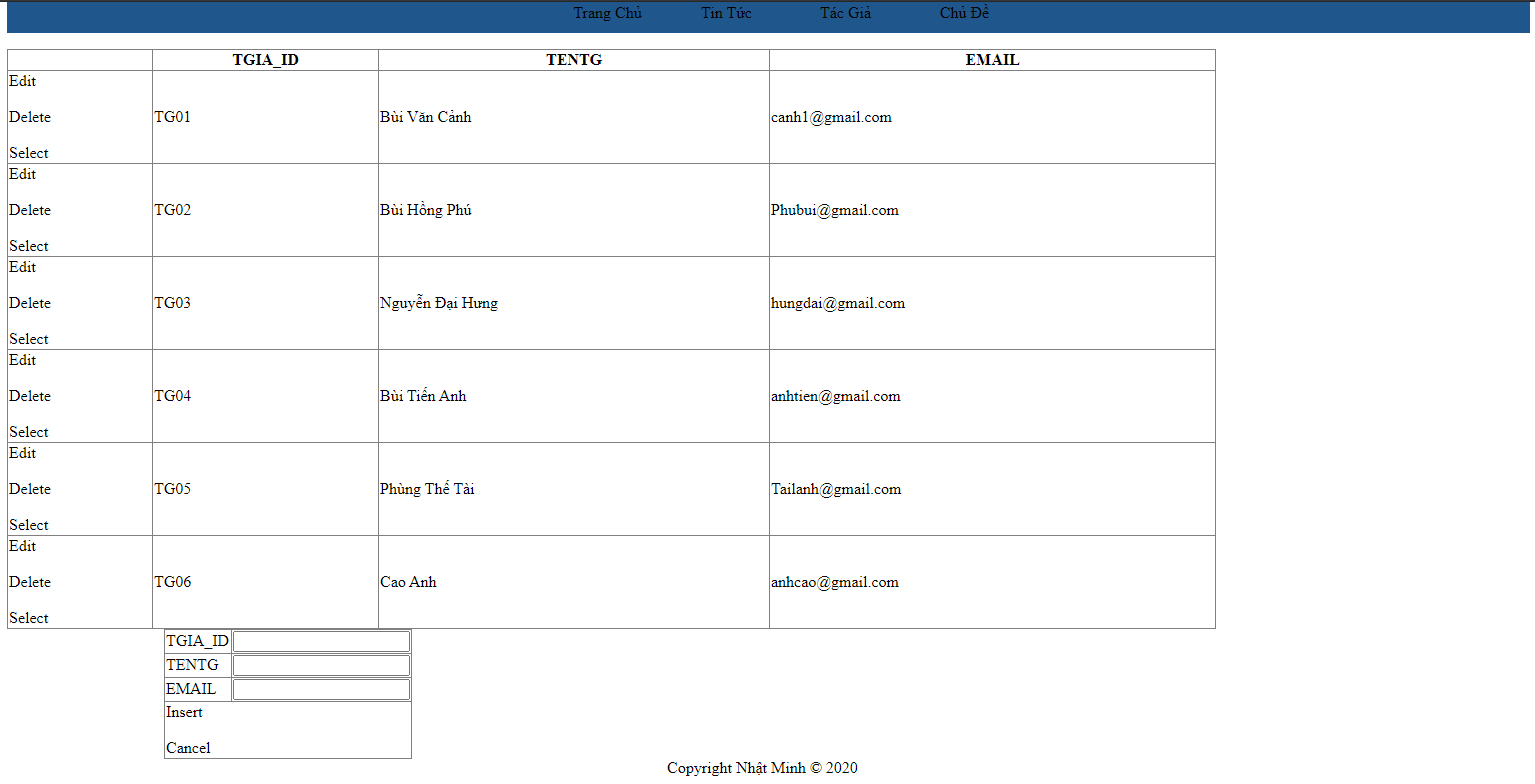 Trang Chủ Tin Tức Tác Giả Chủ Đề
TGIA_ID TENTG EMAIL
Edit
Delete TG01 Bùi Văn Cảnh canh1@gmail.com
Select
Edit
Delete TG02 Bùi Hồng Phú Phubui@gmail.com
Select
Edit
Delete TG03 Nguyễn Đại Hưng hungdai@gmail.com
Select
Edit
Delete TG04 Bùi Tiến Anh anhtien@gmail.com
Select
Edit
Delete TG05 Phùng Thế Tài Tailanh@gmail.com
Select
Edit
Delete TG06 Cao Anh anhcao@gmail.com
Select
TGIA_ID
TENTG
EMAIL
Insert
Cancel
Copyright Nhật Minh © 2020